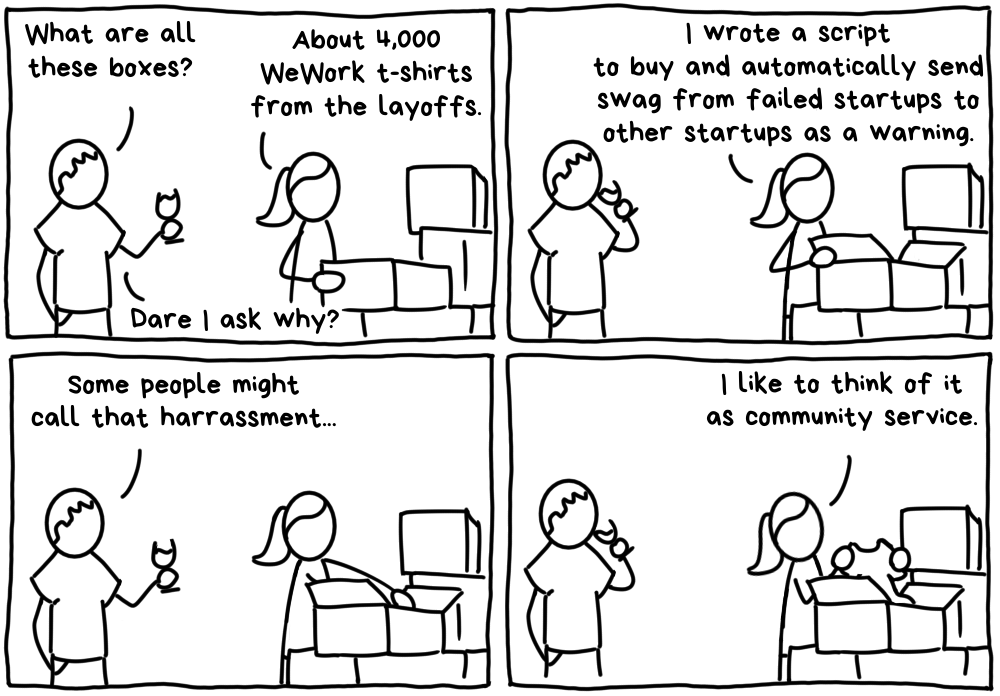 What are all
these boxes?
About 4,000
WeWork t-shirts
from the layoffs.
Dare I ask why?
I wrote a script
to buy and automatically send
swag from failed startups to
other startups as a warning.
Some people might
call that harrassment...
I like to think of it
as community service.